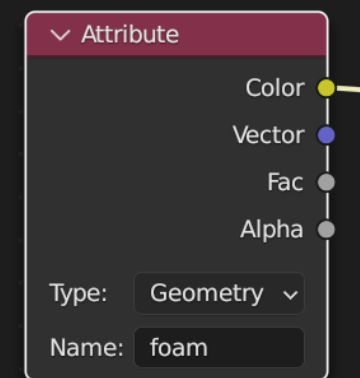 Attribute
Color
Vector
Fac
Alpha
Type: Geometry
Name: foam